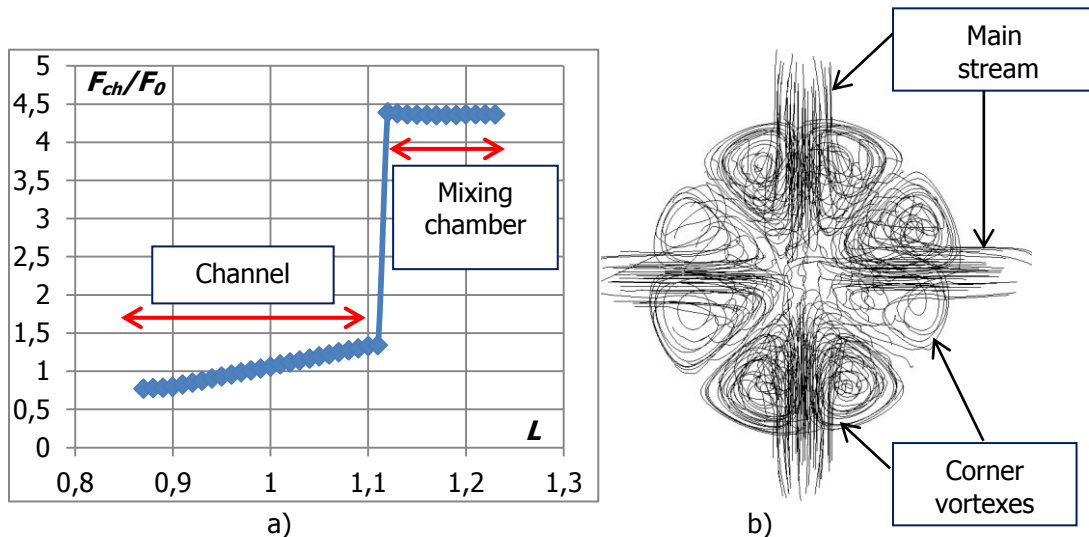 5
4,5
4
3,5
3
2,5
2
1,5
1
0,5
0
F_ch/F_0
Mixing
chamber
Channel
L
0,8
0,9
1
1,1
1,2
1,3
a)
Main
stream
Corner
vortexes
b)